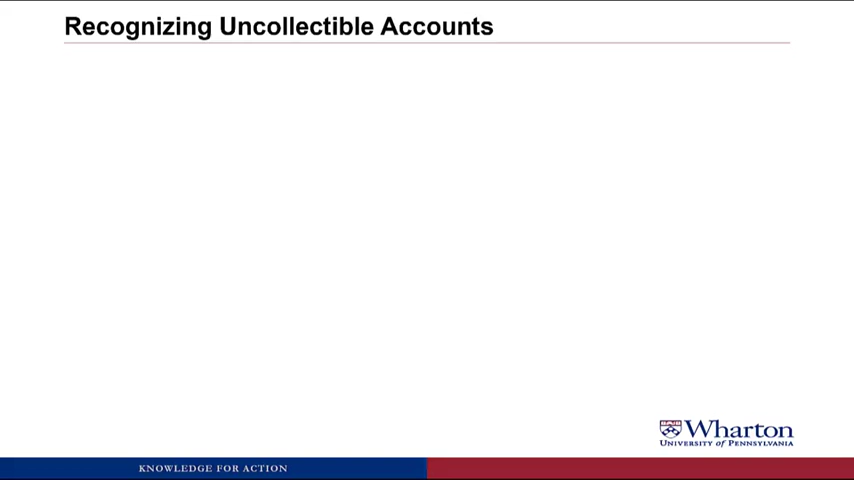 Recognizing Uncollectible Accounts
Wharton
UNIVERSITY of PENNSYLVANIA
KNOWLEDGE FOR ACTION